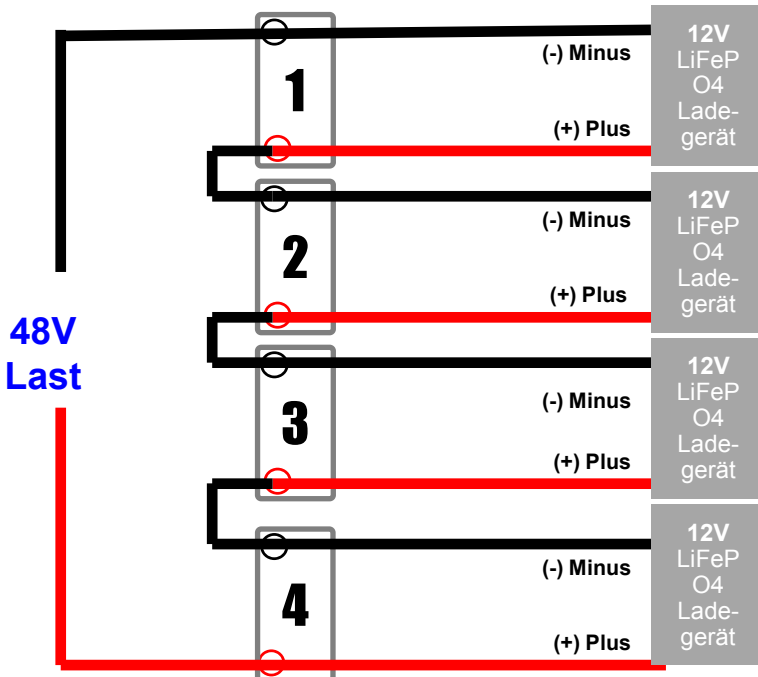 (-) Minus
1
(+) Plus
12V
LiFeP
O4
Lade-
gerät
(-) Minus
2
(+) Plus
12V
LiFeP
O4
Lade-
gerät
48V
Last
(-) Minus
3
(+) Plus
12V
LiFeP
O4
Lade-
gerät
(-) Minus
4
(+) Plus
12V
LiFeP
O4
Lade-
gerät